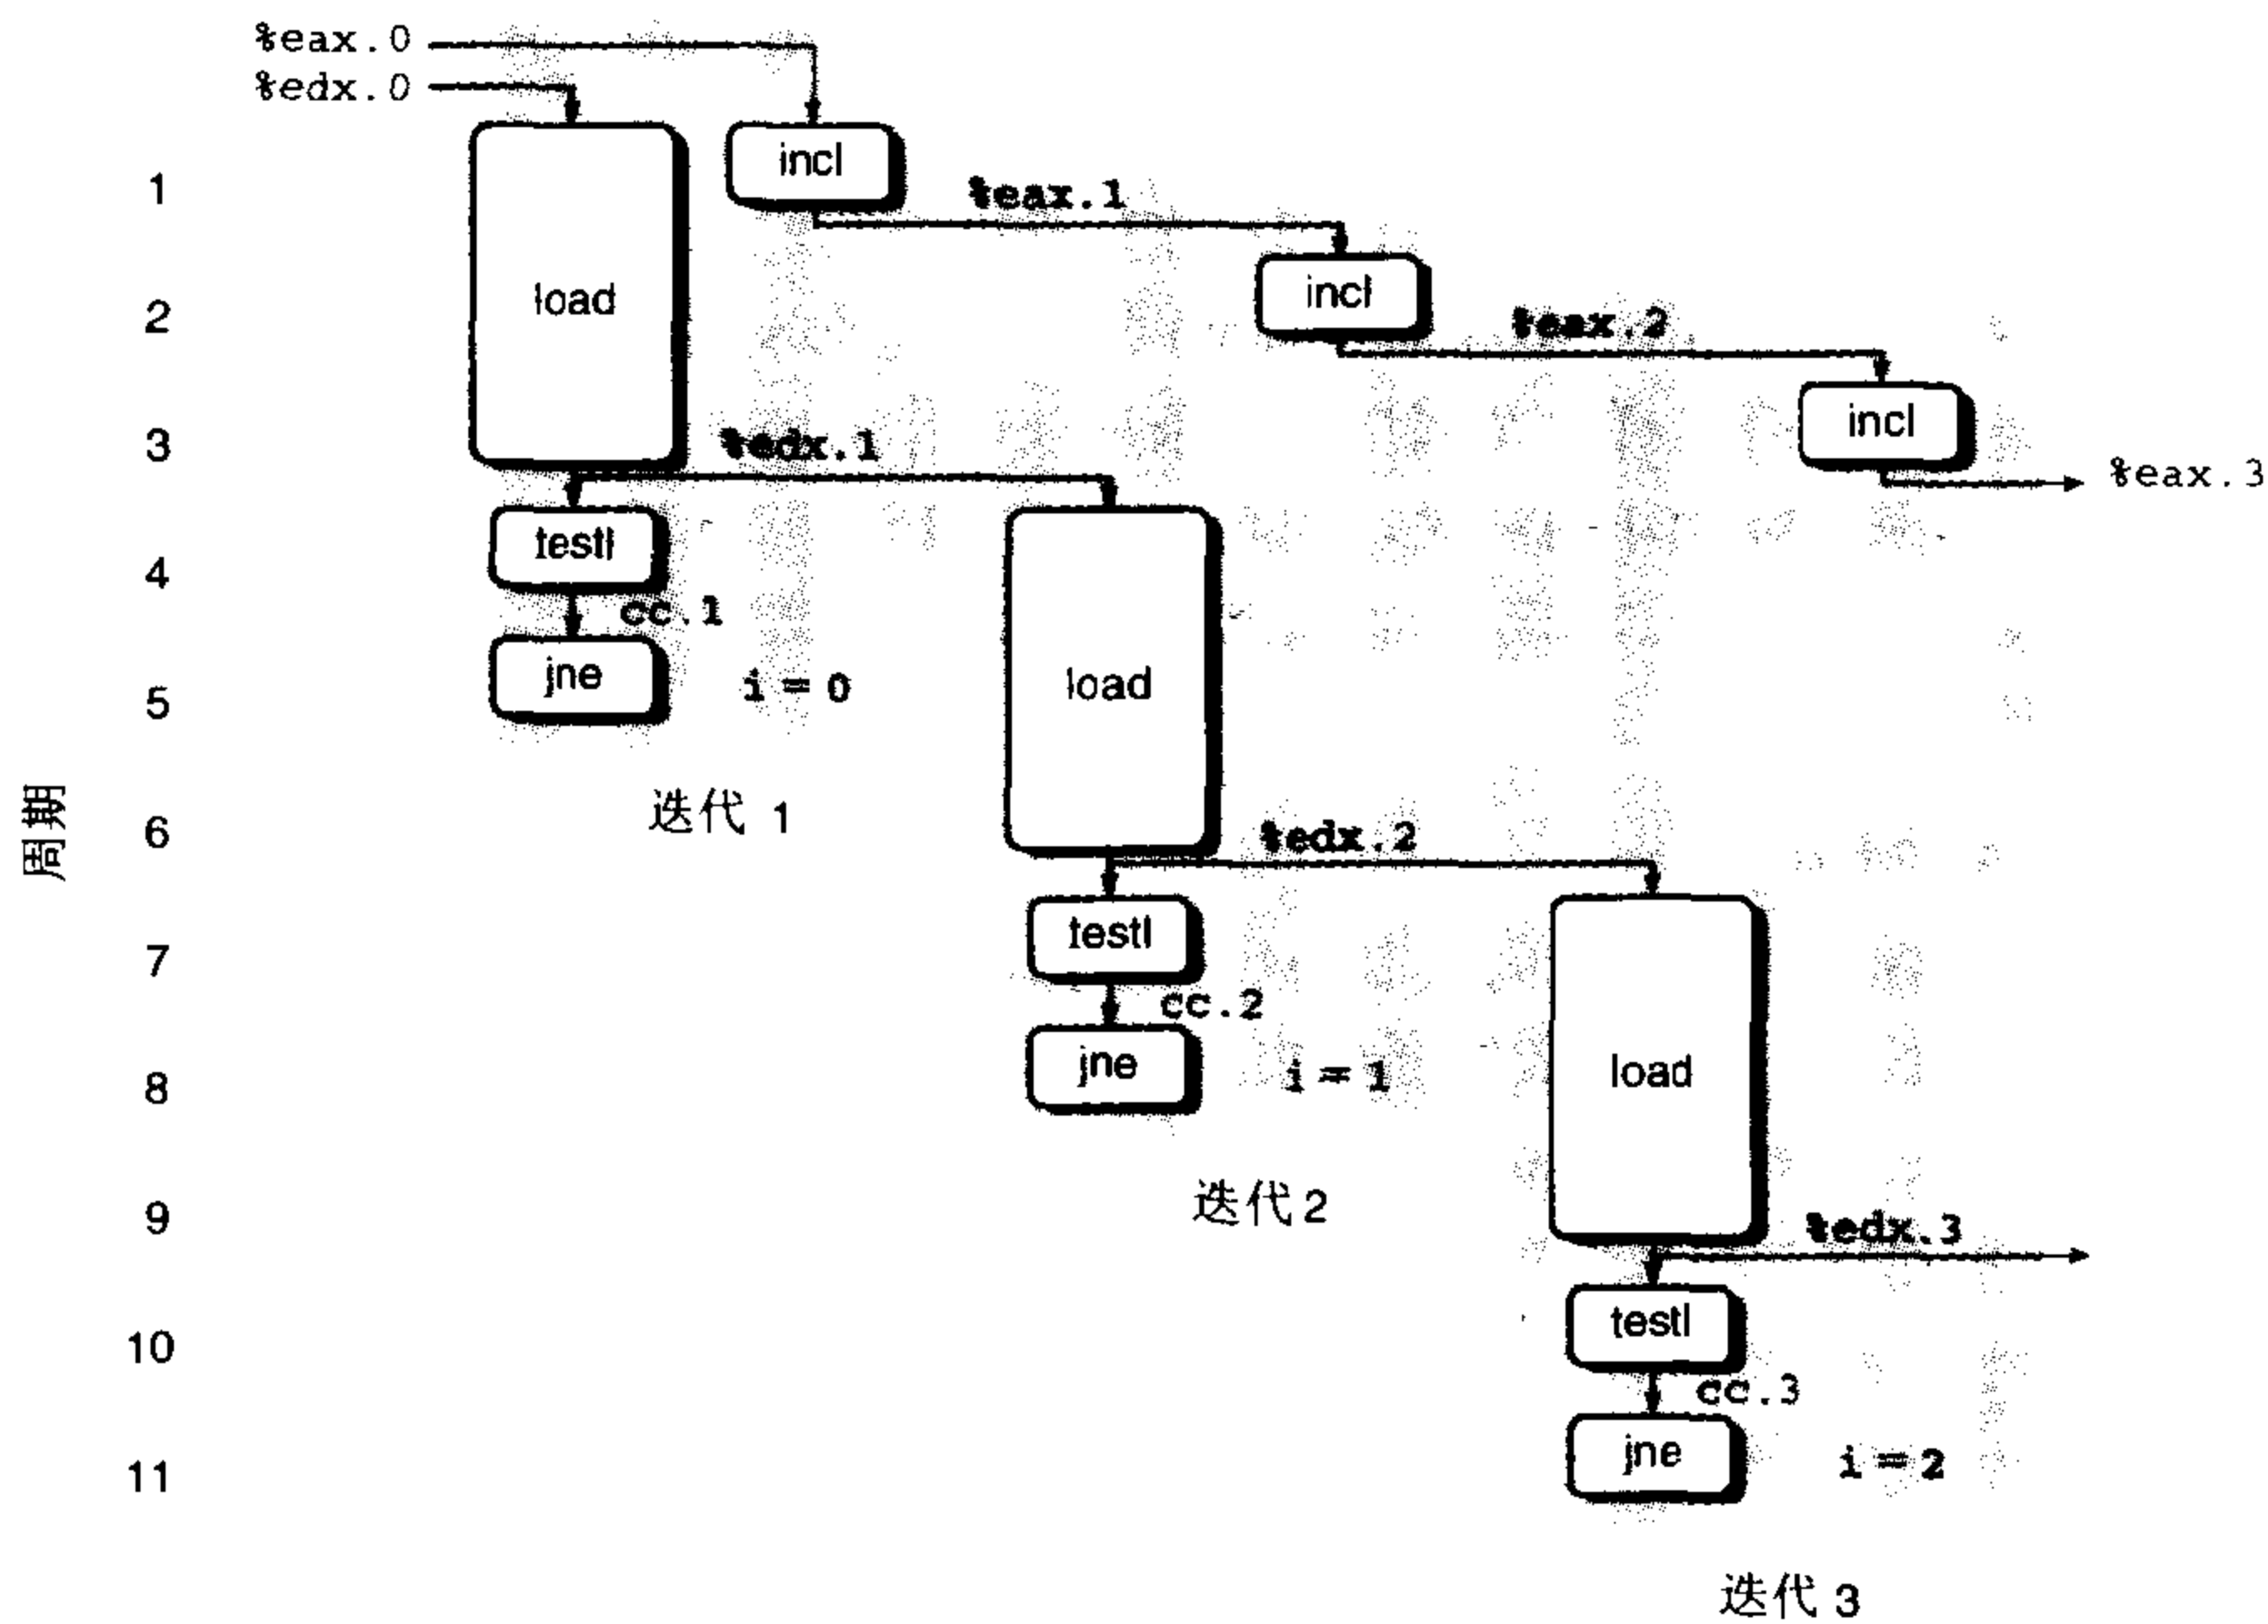 %eax.0
%edx.0
load
incl
1
%eax.1
incl
2
%eax.2
incl
3
%edx.1
%eax.3
testl
4
cc.1
load
jne
i = 0
5
迭代 1
周期
6
%edx.2
testl
7
cc.2
load
jne
i = 1
8
迭代2
9
%edx.3
testl
10
cc.3
jne
i = 2
11
迭代 3